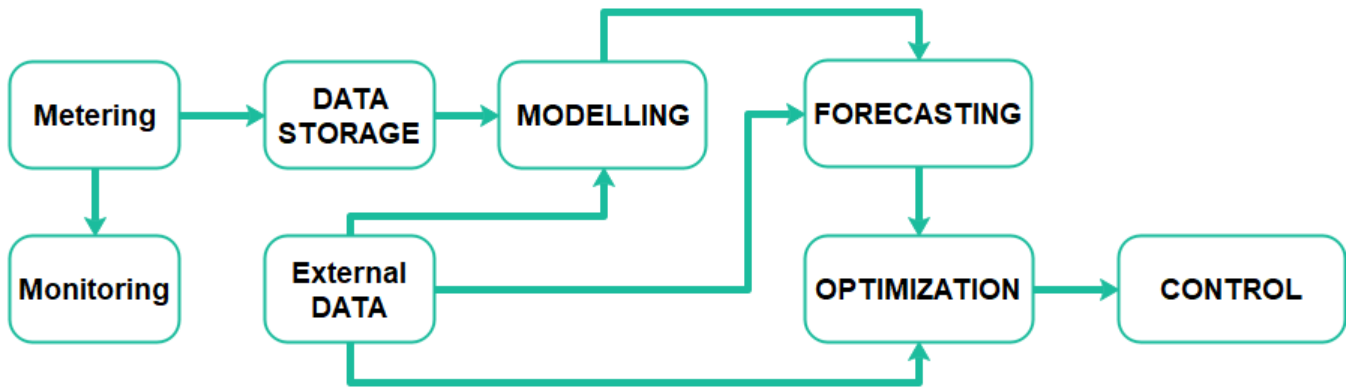 Metering
DATA
STORAGE
MODELLING
FORECASTING
Monitoring
External
DATA
OPTIMIZATION
CONTROL